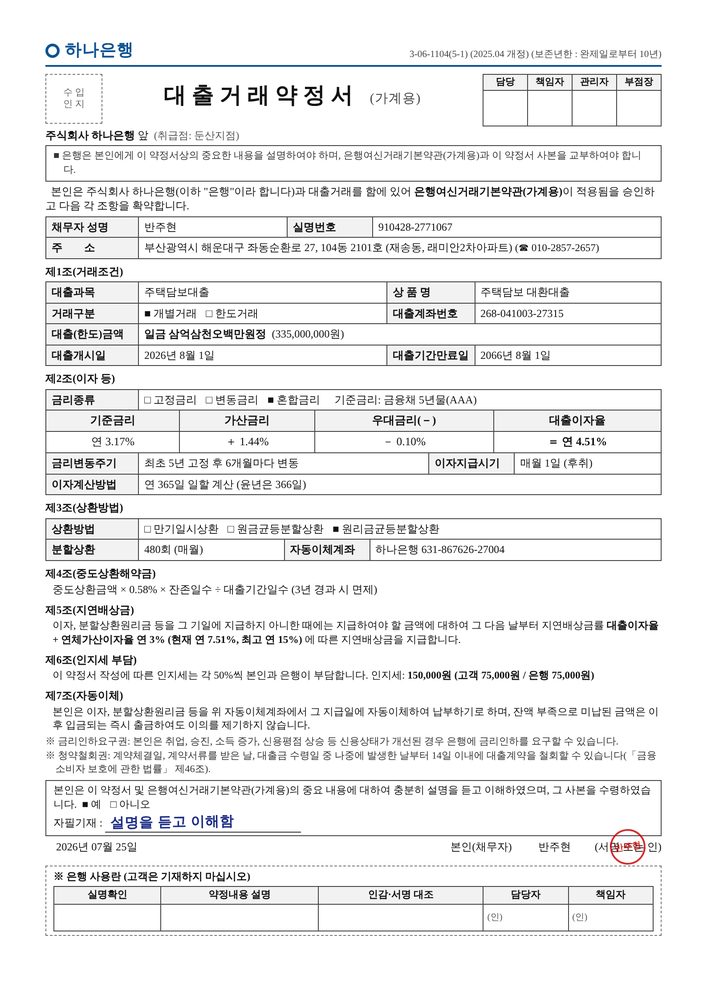 하나은행
3-06-1104(5-1) (2025.04 개정) (보존년한 : 완제일로부터 10년)
수 입
인 지
대출거래약정서 (가계용)
담당 책임자 관리자 부점장
주식회사 하나은행 앞 (취급점: 둔산지점)
■ 은행은 본인에게 이 약정서상의 중요한 내용을 설명하여야 하며, 은행여신거래기본약관(가계용)과 이 약정서 사본을 교부하여야 합니
다.
본인은 주식회사 하나은행(이하 "은행"이라 합니다)과 대출거래를 함에 있어 은행여신거래기본약관(가계용)이 적용됨을 승인하
고 다음 각 조항을 확약합니다.
채무자 성명 반주현 실명번호 910428-2771067
주 소 부산광역시 해운대구 좌동순환로 27, 104동 2101호 (재송동, 래미안2차아파트) (☎ 010-2857-2657)
제1조(거래조건)
대출과목 주택담보대출 상 품 명 주택담보 대환대출
거래구분 ■ 개별거래 □ 한도거래 대출계좌번호 268-041003-27315
대출(한도)금액 일금 삼억삼천오백만원정 (335,000,000원)
대출개시일 2026년 8월 1일 대출기간만료일 2066년 8월 1일
제2조(이자 등)
금리종류 □ 고정금리 □ 변동금리 ■ 혼합금리 기준금리: 금융채 5년물(AAA)
기준금리 가산금리 우대금리(－) 대출이자율
연 3.17% ＋ 1.44% － 0.10% ＝ 연 4.51%
금리변동주기 최초 5년 고정 후 6개월마다 변동 이자지급시기 매월 1일 (후취)
이자계산방법 연 365일 일할 계산 (윤년은 366일)
제3조(상환방법)
상환방법 □ 만기일시상환 □ 원금균등분할상환 ■ 원리금균등분할상환
분할상환 480회 (매월) 자동이체계좌 하나은행 631-867626-27004
제4조(중도상환해약금)
중도상환금액 × 0.58% × 잔존일수 ÷ 대출기간일수 (3년 경과 시 면제)
제5조(지연배상금)
이자, 분할상환원리금 등을 그 기일에 지급하지 아니한 때에는 지급하여야 할 금액에 대하여 그 다음 날부터 지연배상금률 대출이자율
+ 연체가산이자율 연 3% (현재 연 7.51%, 최고 연 15%) 에 따른 지연배상금을 지급합니다.
제6조(인지세 부담)
이 약정서 작성에 따른 인지세는 각 50%씩 본인과 은행이 부담합니다. 인지세: 150,000원 (고객 75,000원 / 은행 75,000원)
제7조(자동이체)
본인은 이자, 분할상환원리금 등을 위 자동이체계좌에서 그 지급일에 자동이체하여 납부하기로 하며, 잔액 부족으로 미납된 금액은 이
후 입금되는 즉시 출금하여도 이의를 제기하지 않습니다.
※ 금리인하요구권: 본인은 취업, 승진, 소득 증가, 신용평점 상승 등 신용상태가 개선된 경우 은행에 금리인하를 요구할 수 있습니다.
※ 청약철회권: 계약체결일, 계약서류를 받은 날, 대출금 수령일 중 나중에 발생한 날부터 14일 이내에 대출계약을 철회할 수 있습니다(「금융
소비자 보호에 관한 법률」 제46조).
본인은 이 약정서 및 은행여신거래기본약관(가계용)의 중요 내용에 대하여 충분히 설명을 듣고 이해하였으며, 그 사본을 수령하였습
니다. ■ 예 □ 아니오
자필기재 : 설명을 듣고 이해함
2026년 07월 25일 본인(채무자) 반주현 (서명 또는 인)
※ 은행 사용란 (고객은 기재하지 마십시오)
실명확인 약정내용 설명 인감·서명 대조 담당자 책임자
(인) (인)